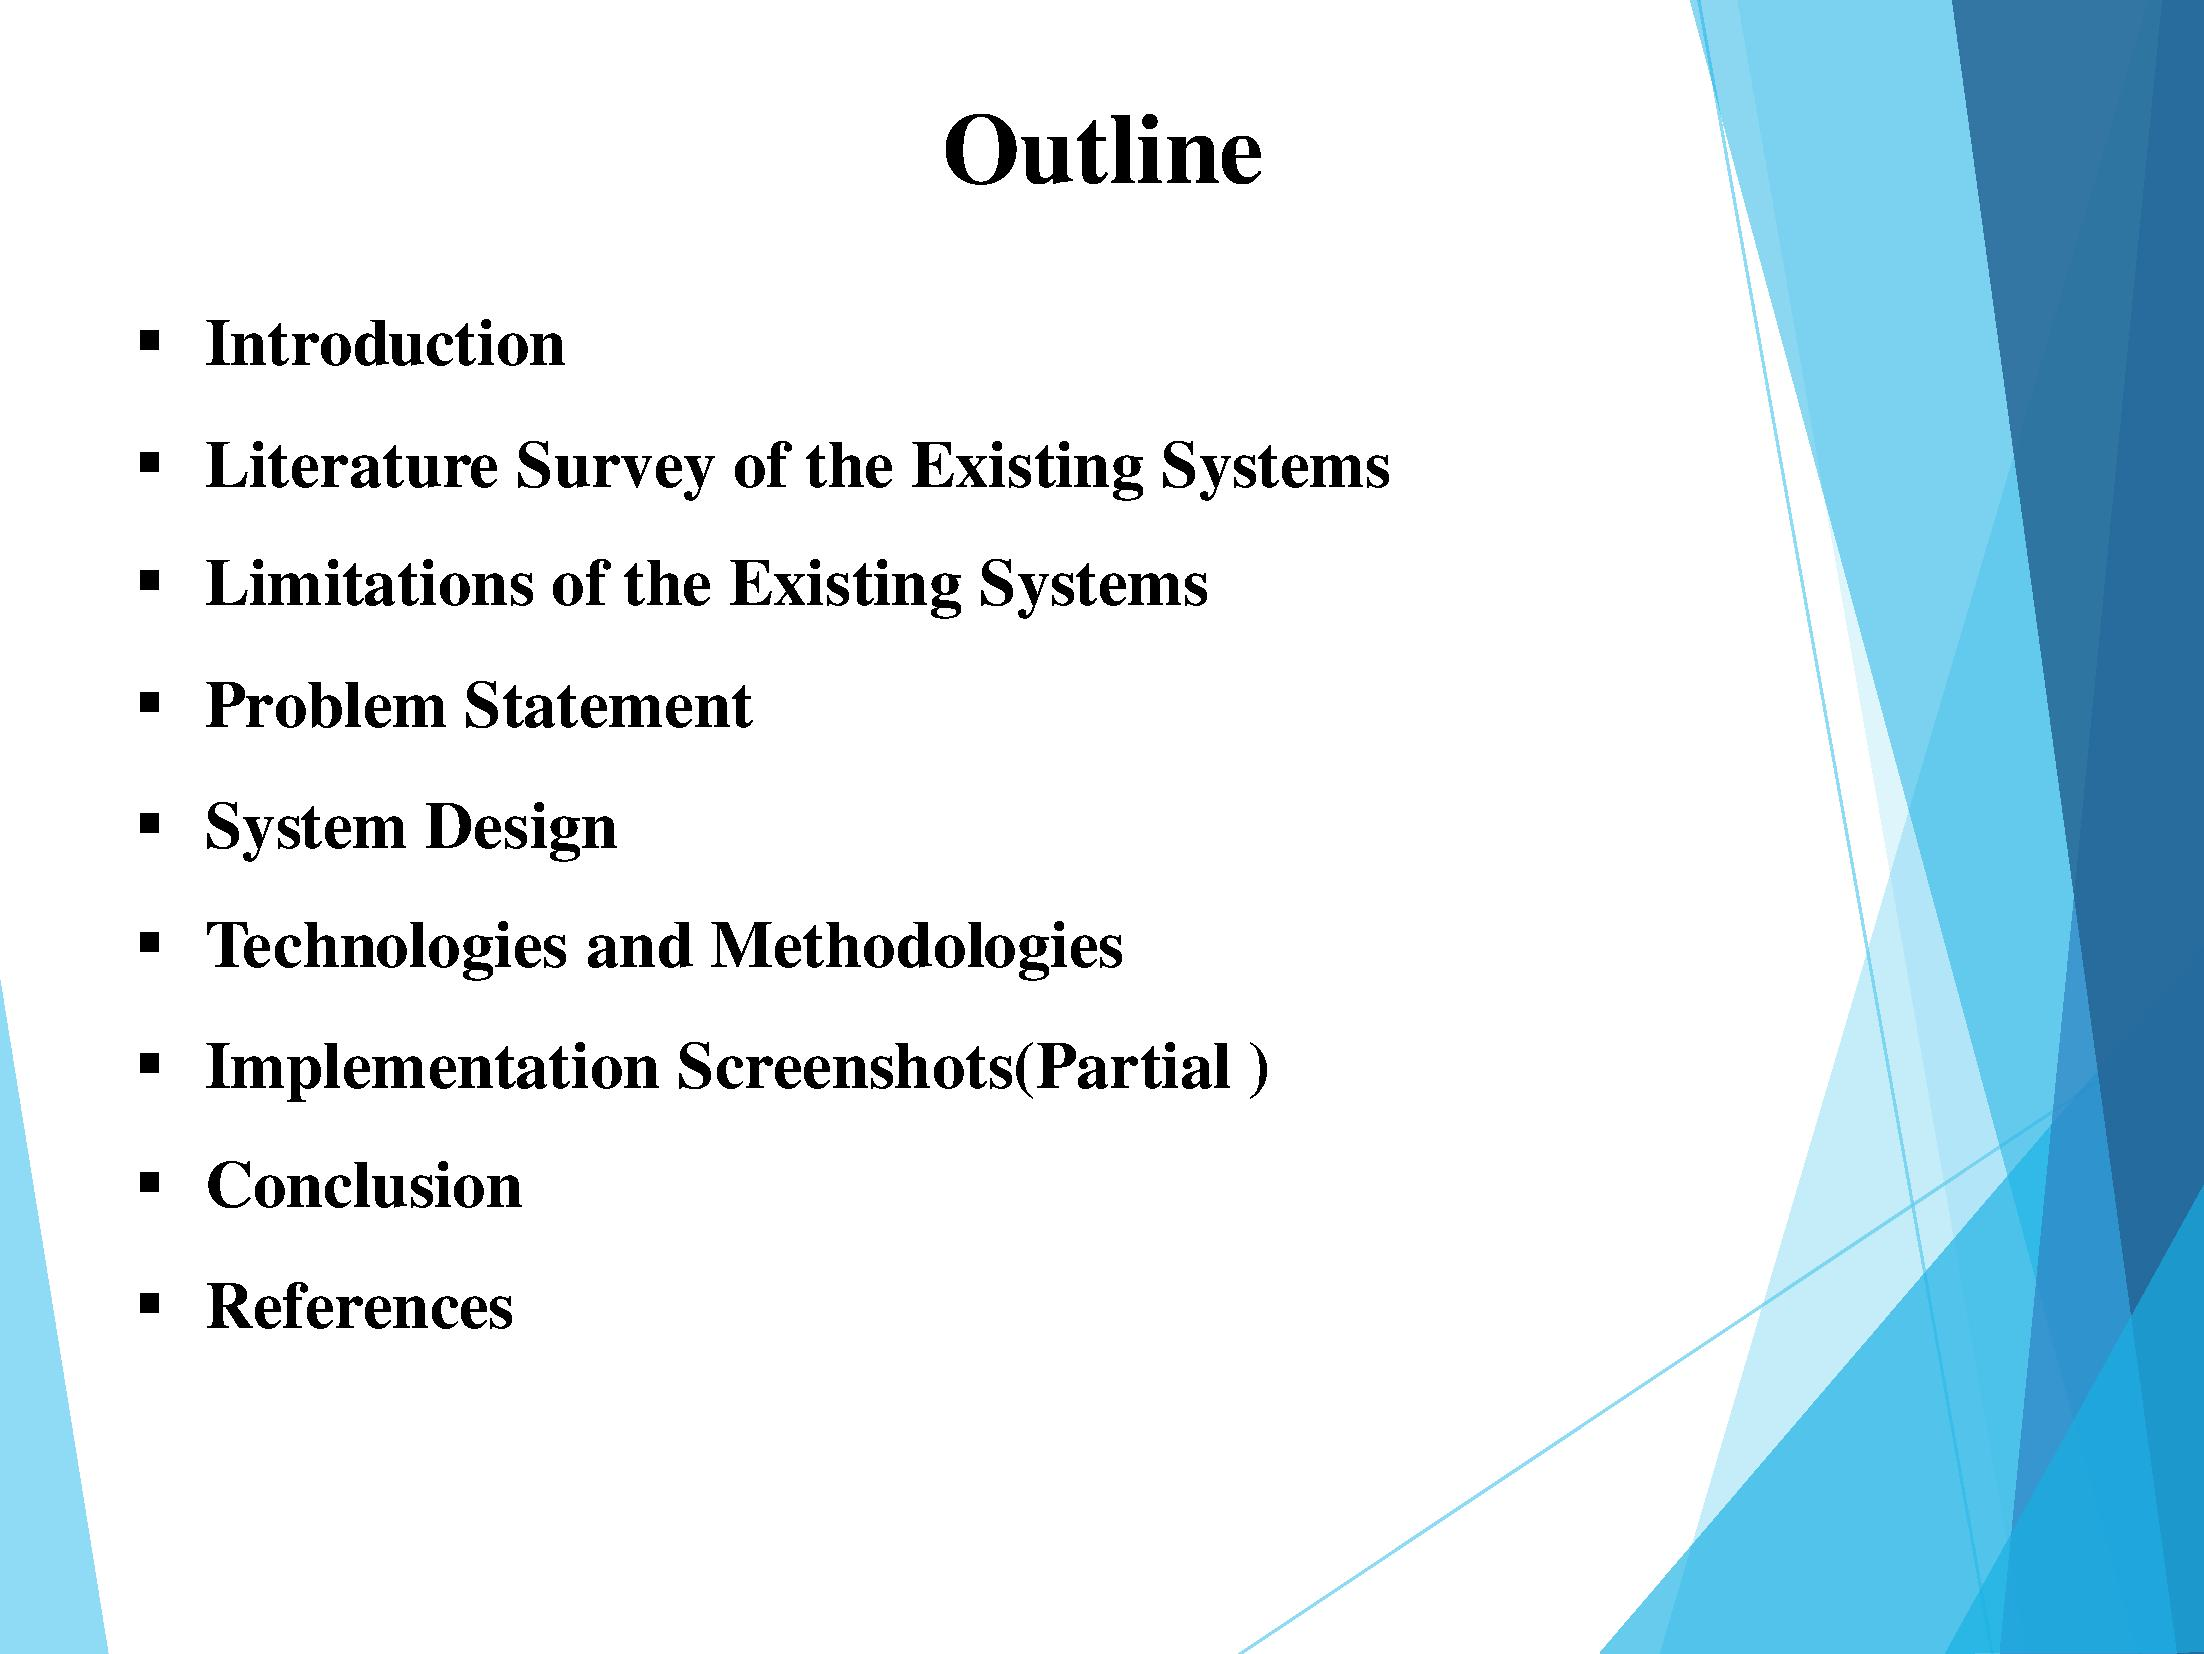 Outline
▪ Introduction
▪ Literature Survey of the Existing Systems
▪ Limitations of the Existing Systems
▪ Problem Statement
▪ System Design
▪ Technologies and Methodologies
▪ Implementation Screenshots(Partial )
▪ Conclusion
▪ References